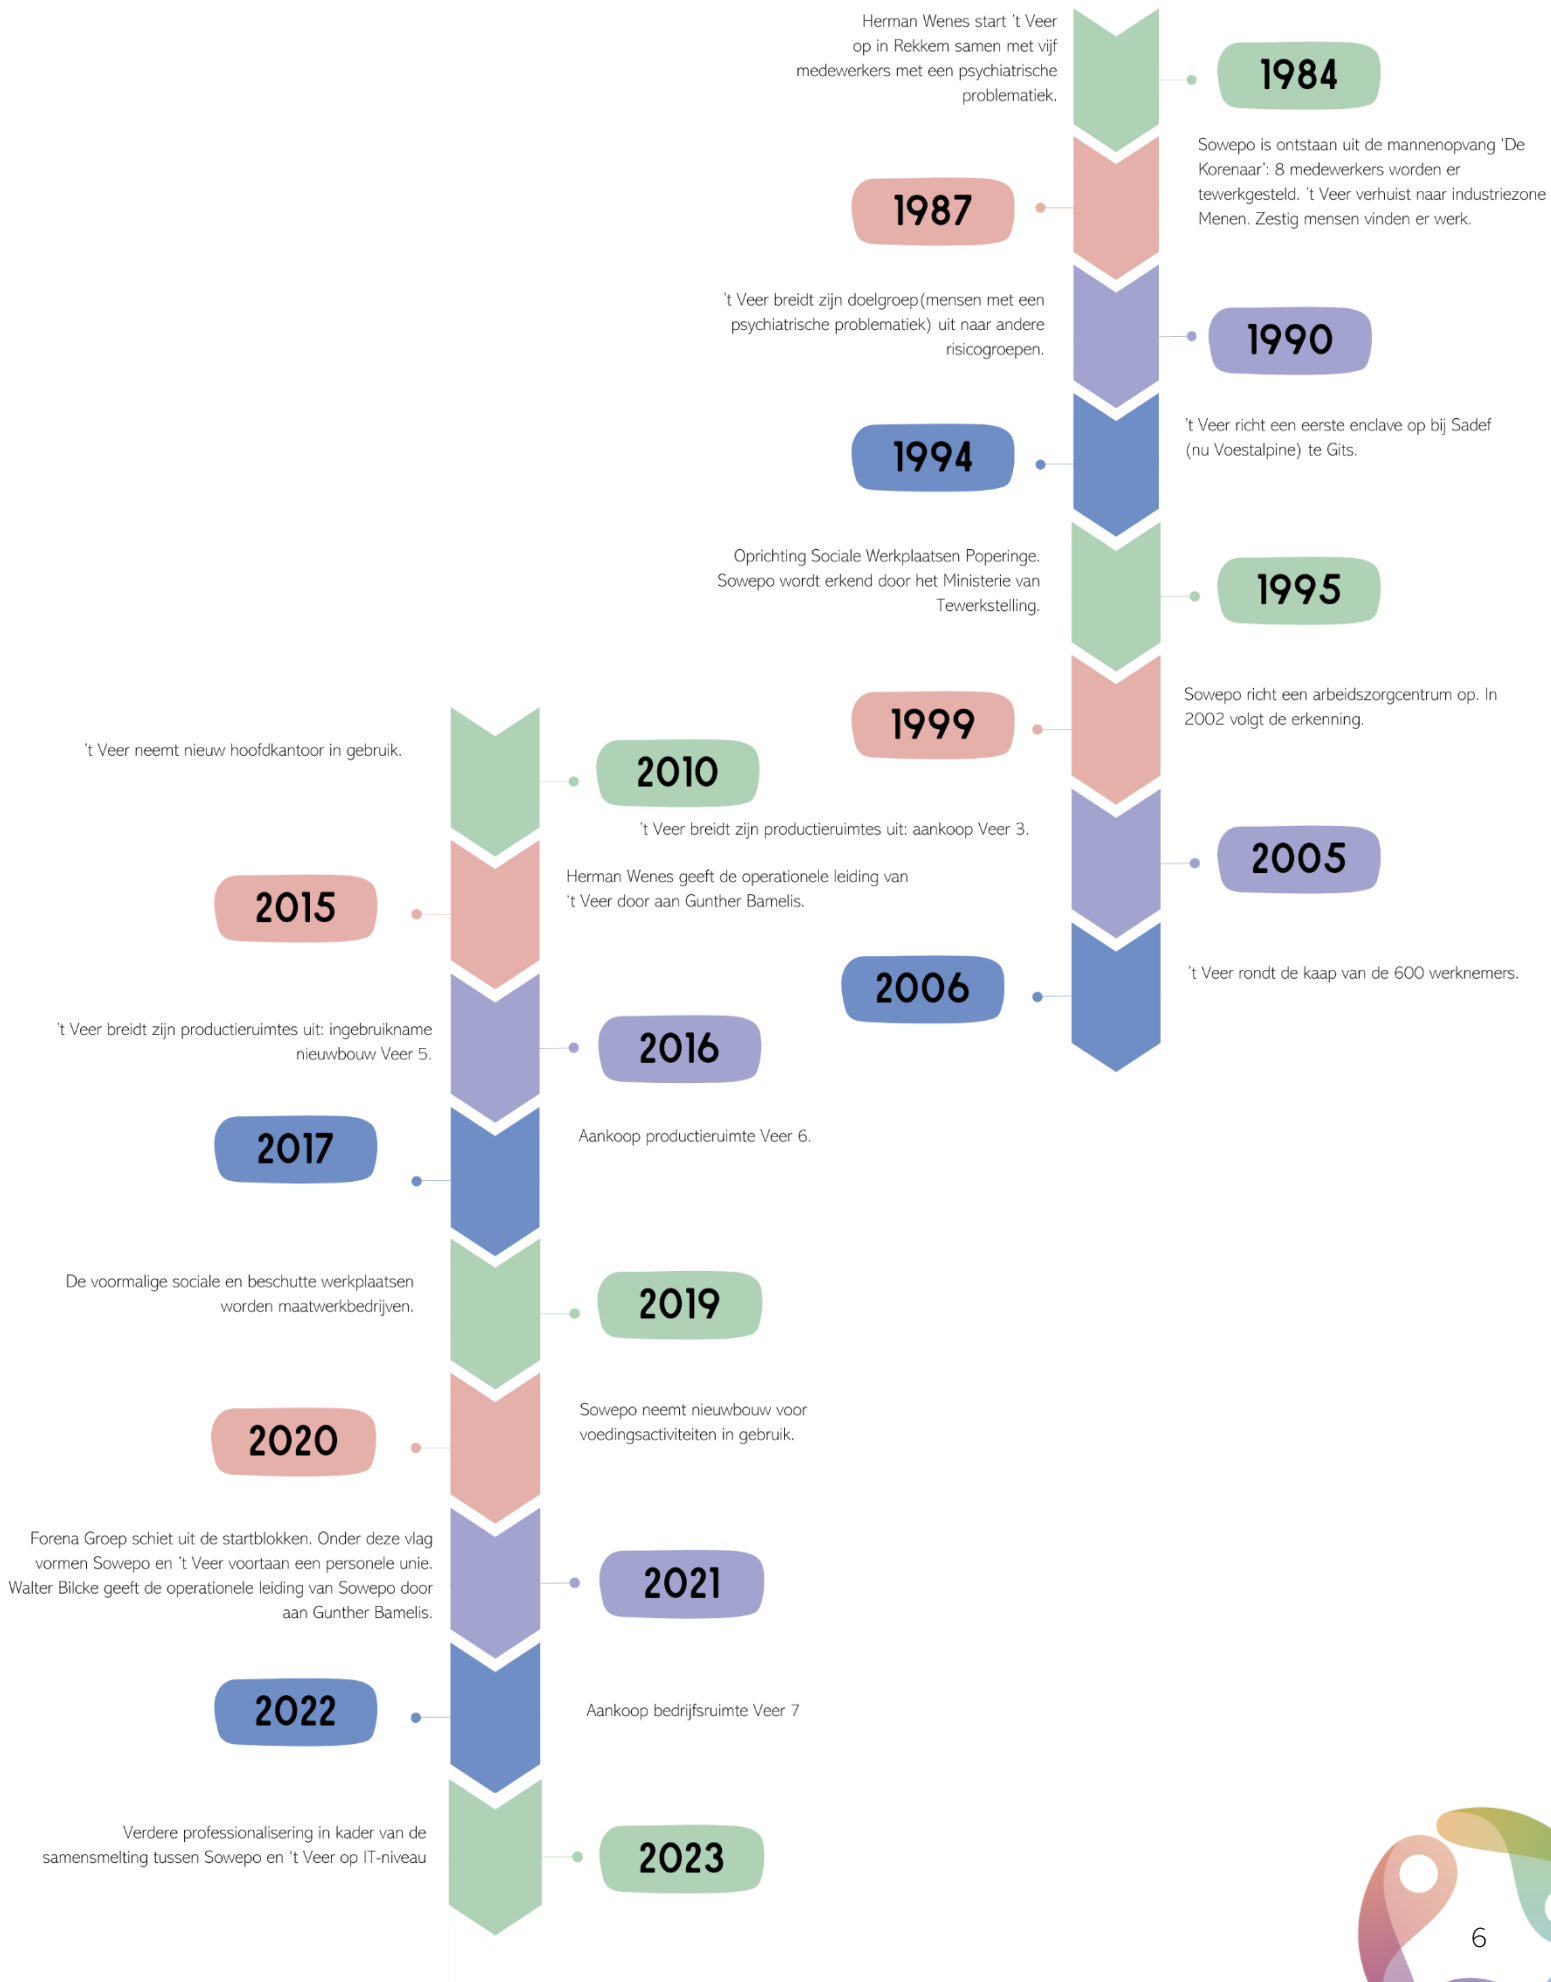 Herman Wenes start 't Veer
op in Rekkem samen met vijf
medewerkers met een psychiatrische
problematiek.
1984
1987
Sowepo is ontstaan uit de mannenopvang 'De
Korenaar': 8 medewerkers worden er
tewerkgesteld. 't Veer verhuist naar industriezone
Menen. Zestig mensen vinden er werk.
't Veer breidt zijn doelgroep(mensen met een
psychiatrische problematiek) uit naar andere
risicogroepen.
1990
1994
't Veer richt een eerste enclave op bij Sadef
(nu Voestalpine) te Gits.
Oprichting Sociale Werkplaatsen Poperinge.
Sowepo wordt erkend door het Ministerie van
Tewerkstelling.
1995
1999
Sowepo richt een arbeidszorgcentrum op. In
2002 volgt de erkenning.
't Veer breidt zijn productieruimtes uit: aankoop Veer 3.
2005
2006
't Veer rondt de kaap van de 600 werknemers.
't Veer neemt nieuw hoofdkantoor in gebruik.
2010
2015
Herman Wenes geeft de operationele leiding van
't Veer door aan Gunther Bamelis.
't Veer breidt zijn productieruimtes uit: ingebruikname
nieuwbouw Veer 5.
2016
2017
Aankoop productieruimte Veer 6.
De voormalige sociale en beschutte werkplaatsen
worden maatwerkbedrijven.
2019
2020
Sowepo neemt nieuwbouw voor
voedingsactiviteiten in gebruik.
Forena Groep schiet uit de startblokken. Onder deze vlag
vormen Sowepo en 't Veer voortaan een personele unie.
Walter Bilcke geeft de operationele leiding van Sowepo door
aan Gunther Bamelis.
2021
2022
Aankoop bedrijfsruimte Veer 7
Verdere professionalisering in kader van de
samensmelting tussen Sowepo en 't Veer op IT-niveau
2023
6